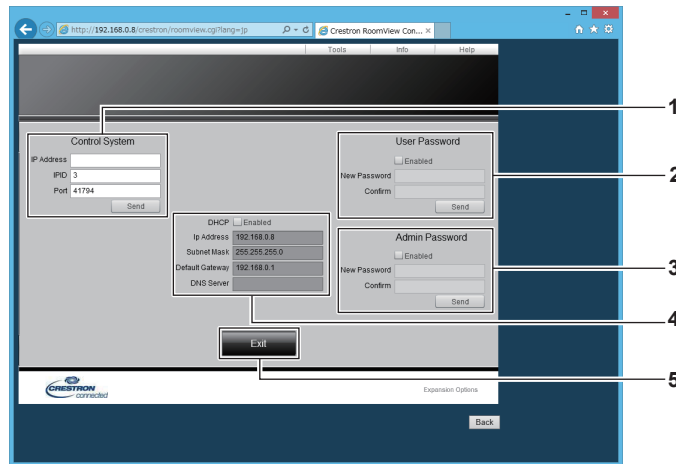 http://192.168.0.8/crestron/roomview.cgi?lang=jp
Crestron RoomView Con... ×
Tools Info Help
1
Control System
IP Address
IPID 3
Port 41794
Send
User Password
Enabled
New Password
Confirm
Send
2
DHCP Enabled
Ip Address 192.168.0.8
Subnet Mask 255.255.255.0
Default Gateway 192.168.0.1
DNS Server
Admin Password
Enabled
New Password
Confirm
Send
3
4
Exit
5
CRESTRON
connected
Expansion Options
Back